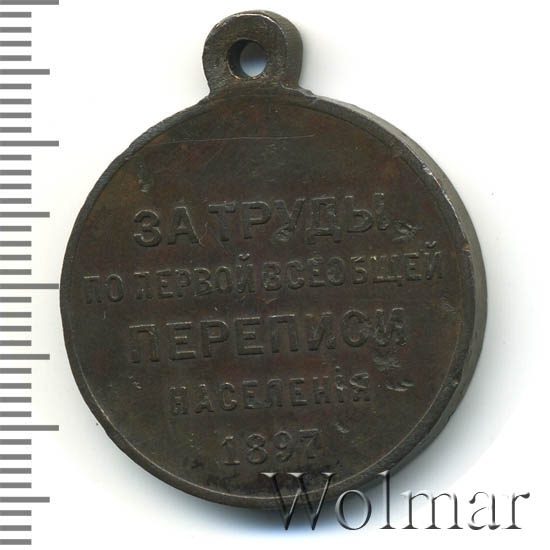 ЗА ТРУДЫ
ПО ПЕРВОЙ ВСЕОБЩЕЙ
ПЕРЕПИСИ
НАСЕЛЕНІЯ
1897
Wolmar